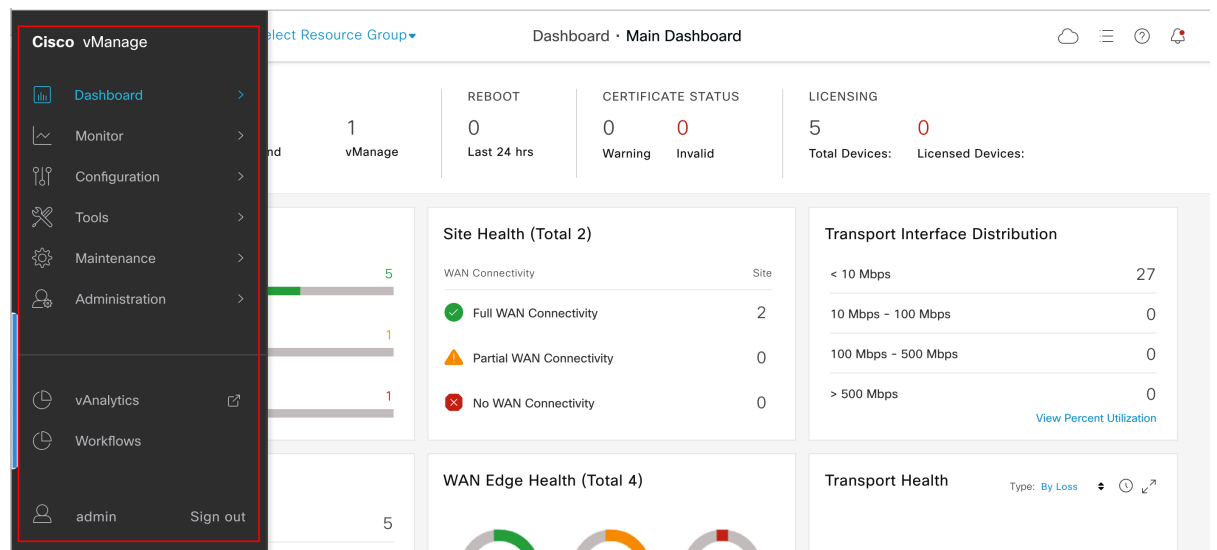 Cisco vManage
Dashboard
Monitor
Configuration
Tools
Maintenance
Administration
vAnalytics
Workflows
admin Sign out
Resource Group
Dashboard · Main Dashboard
1
vManage
REBOOT
0
Last 24 hrs
CERTIFICATE STATUS
0 0
Warning Invalid
LICENSING
5 0
Total Devices: Licensed Devices:
5
1
1
Site Health (Total 2)
WAN Connectivity Site
Full WAN Connectivity 2
Partial WAN Connectivity 0
No WAN Connectivity 0
Transport Interface Distribution
< 10 Mbps 27
10 Mbps - 100 Mbps 0
100 Mbps - 500 Mbps 0
> 500 Mbps 0
View Percent Utilization
5
WAN Edge Health (Total 4)
Transport Health
Type: By Loss